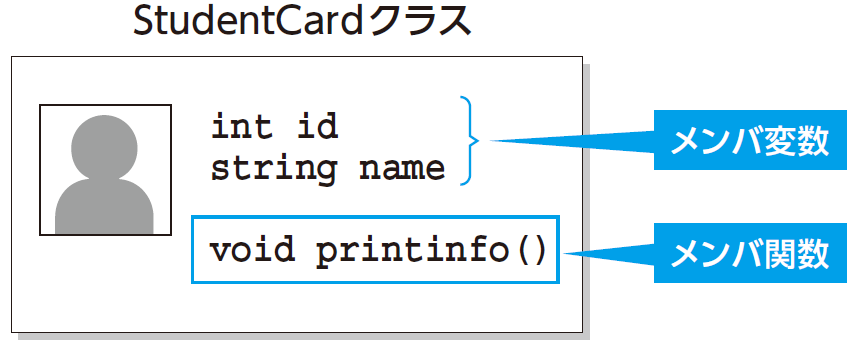 StudentCardクラス
int id
string name
メンバ変数
void printinfo()
メンバ関数